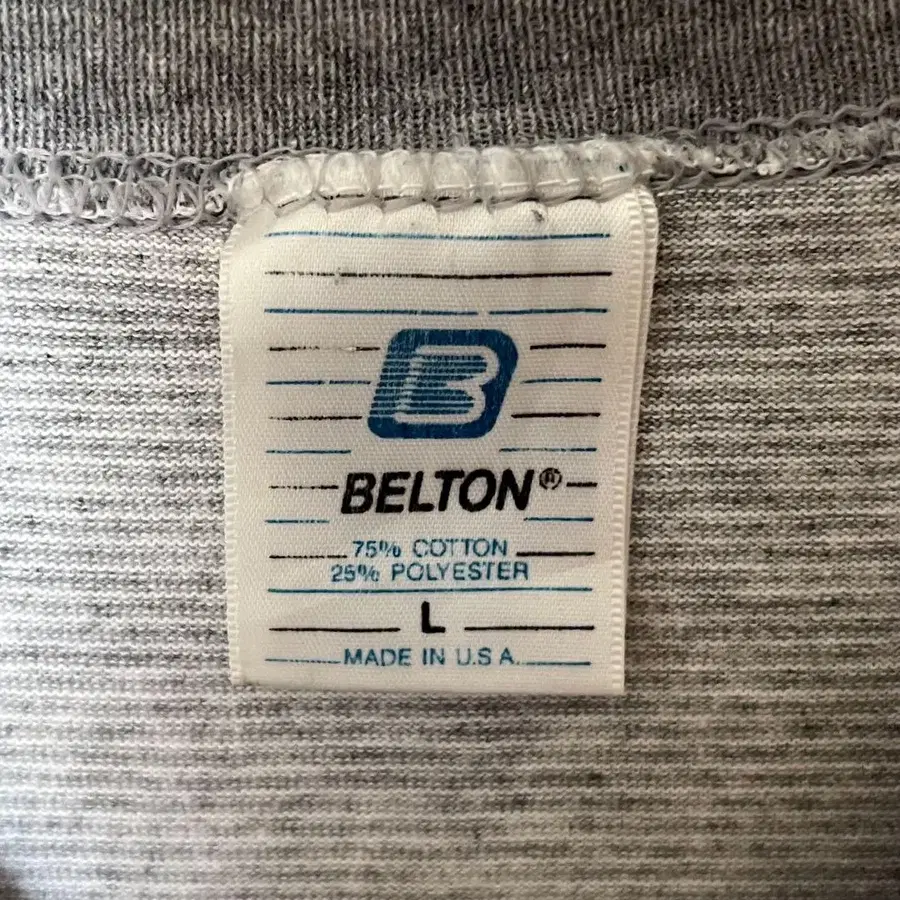 B
BELTON®
75% COTTON
25% POLYESTER
L
MADE IN U.S.A.